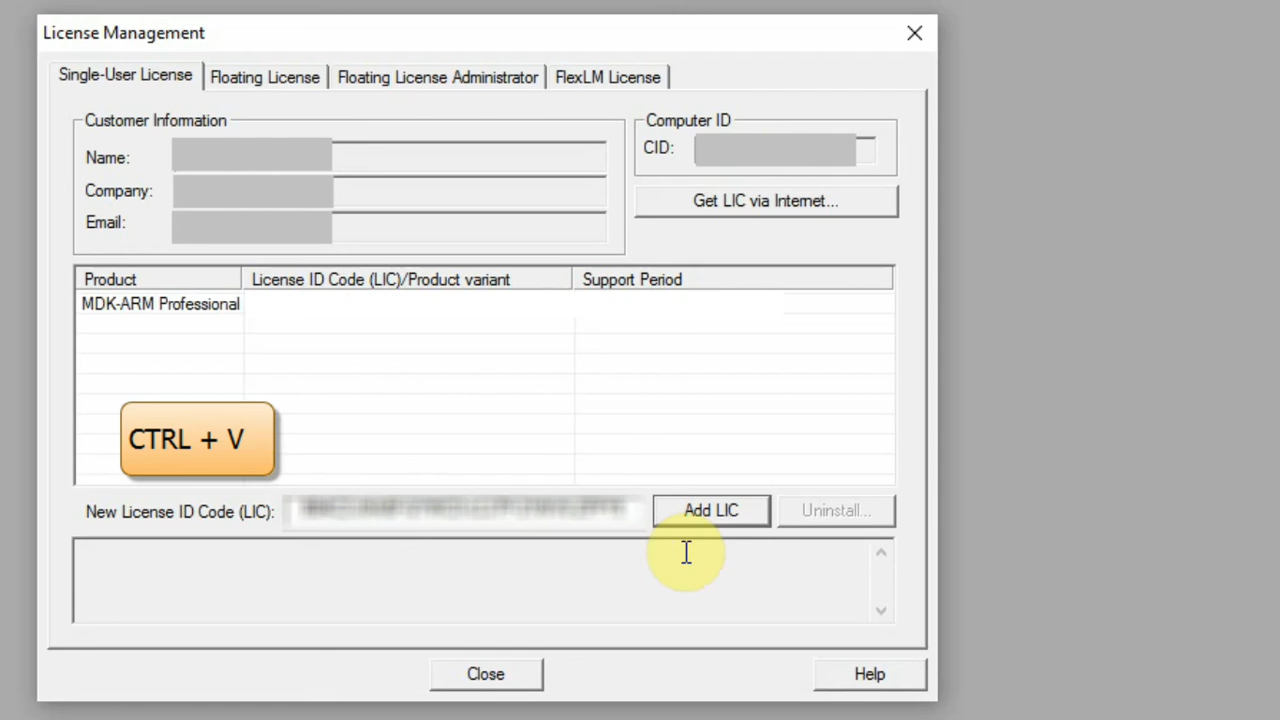 License Management
Single-User License
Floating License
Floating License Administrator
FlexLM License
Customer Information
Name:
Company:
Email:
Computer ID
CID:
Get LIC via Internet...
Product
License ID Code (LIC)/Product variant
Support Period
MDK-ARM Professional
CTRL + V
New License ID Code (LIC):
Add LIC
Uninstall...
Close
Help